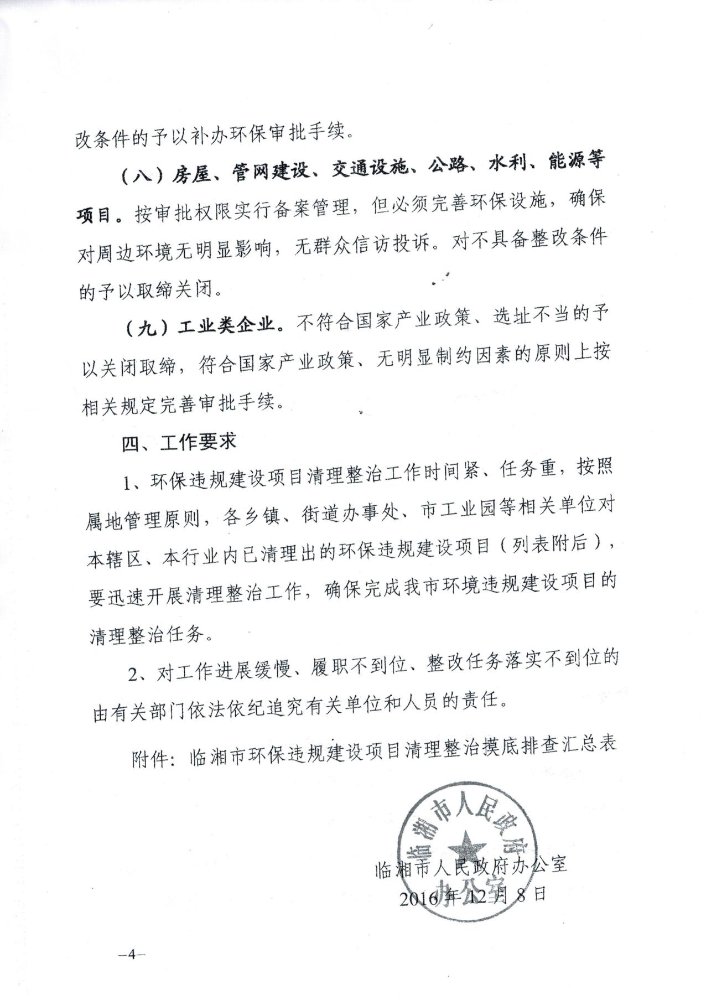 改条件的予以补办环保审批手续。
（八）房屋、管网建设、交通设施、公路、水利、能源等
项目。按审批权限实行备案管理，但必须完善环保设施，确保
对周边环境无明显影响，无群众信访投诉。对不具备整改条件
的予以取缔关闭。
（九）工业类企业。不符合国家产业政策、选址不当的予
以关闭取缔，符合国家产业政策、无明显制约因素的原则上按
相关规定完善审批手续。
四、工作要求
1、环保违规建设项目清理整治工作时间紧、任务重，按照
属地管理原则，各乡镇、街道办事处、市工业园等相关单位对
本辖区、本行业内已清理出的环保违规建设项目（列表附后），
要迅速开展清理整治工作，确保完成我市环境违规建设项目的
清理整治任务。
2、对工作进展缓慢、履职不到位、整改任务落实不到位的
由有关部门依法依纪追究有关单位和人员的责任。
附件：临湘市环保违规建设项目清理整治摸底排查汇总表
临湘市人民政府
办公室
临湘市人民政府办公室
2016年12月8日
—4—